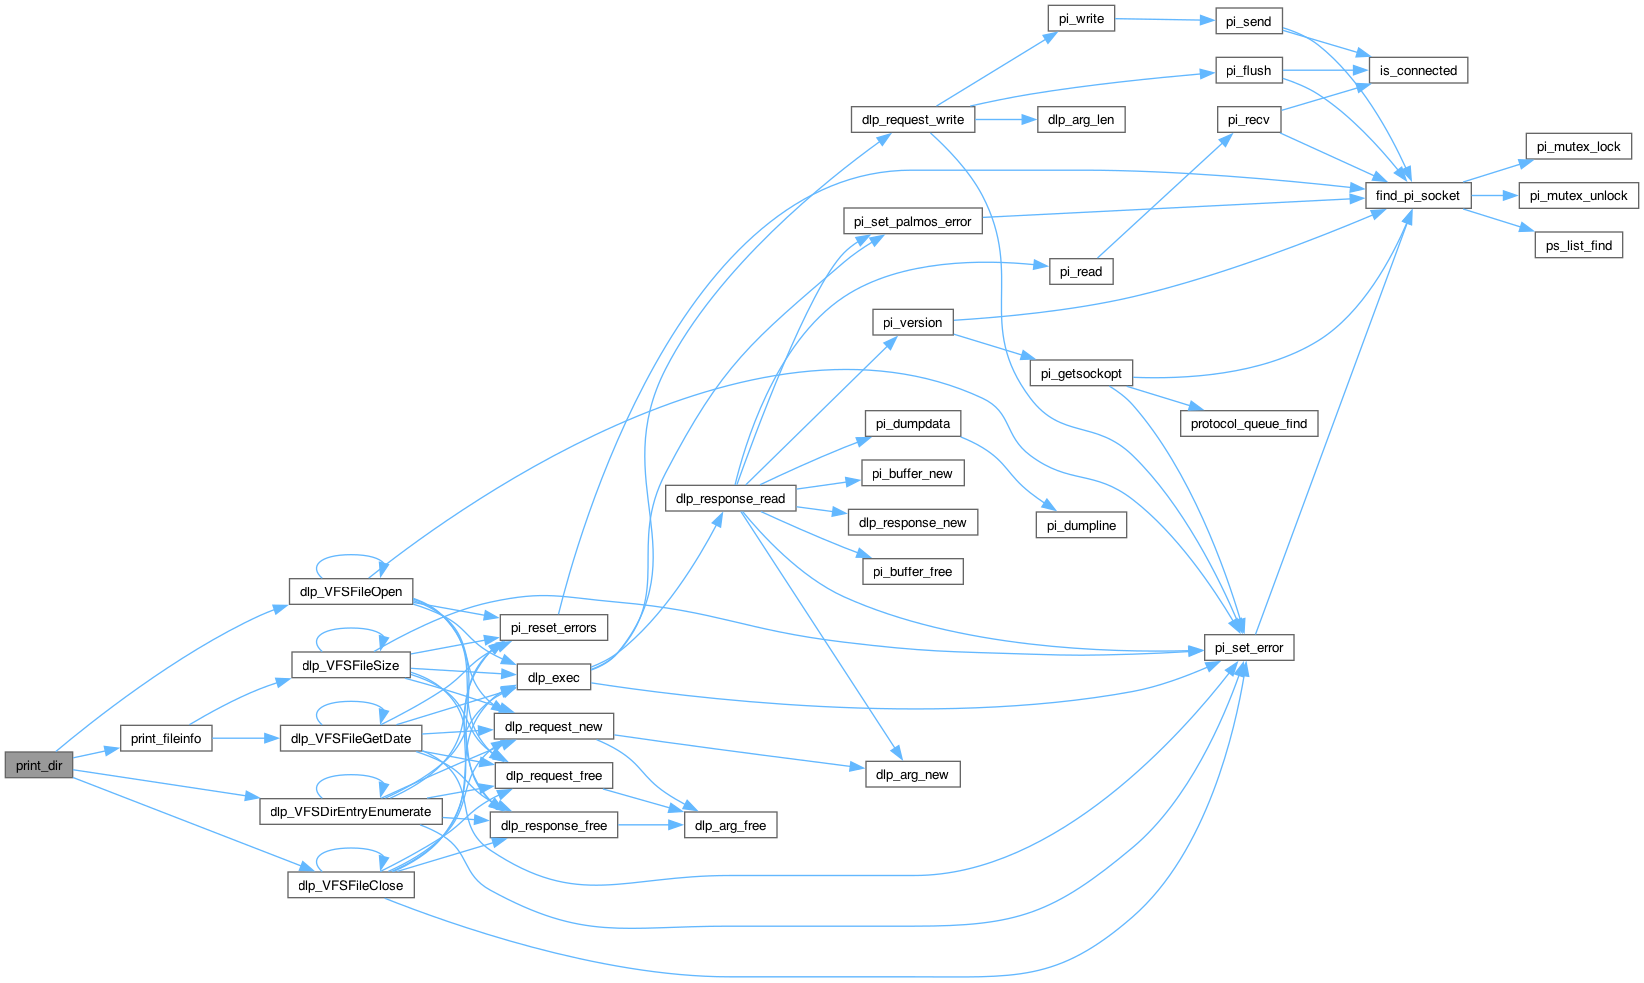 print_dir
print_fileinfo
dlp_VFSFileOpen
dlp_VFSFileSize
dlp_VFSFileGetDate
dlp_VFSDirEntryEnumerate
dlp_VFSFileClose
pi_reset_errors
dlp_exec
dlp_request_new
dlp_request_free
dlp_response_free
dlp_response_read
dlp_arg_free
dlp_request_write
pi_set_palmos_error
pi_version
pi_dumpdata
pi_buffer_new
dlp_response_new
pi_buffer_free
dlp_arg_new
pi_write
dlp_arg_len
pi_read
pi_getsockopt
pi_dumpline
pi_send
pi_flush
pi_recv
protocol_queue_find
pi_set_error
is_connected
find_pi_socket
pi_mutex_lock
pi_mutex_unlock
ps_list_find